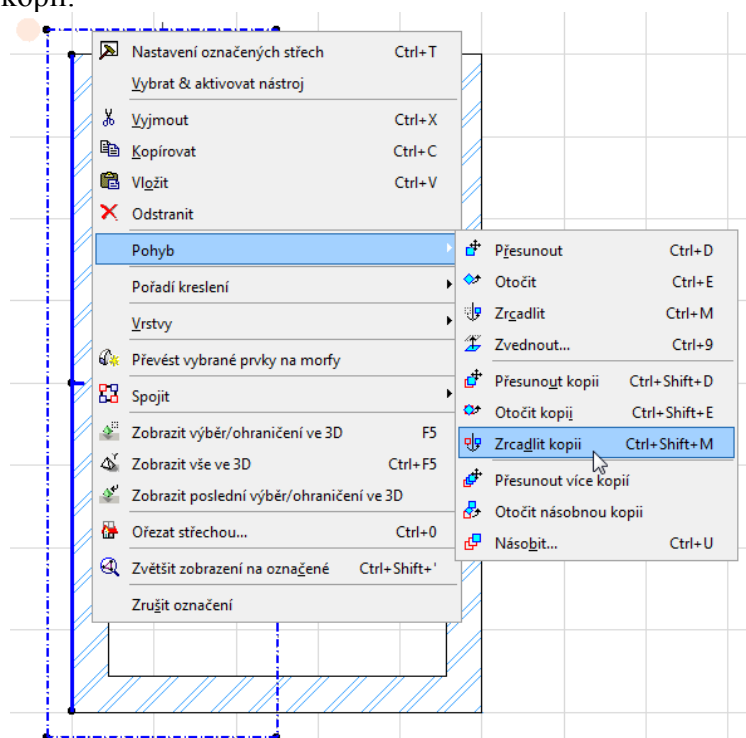 kopii.
Nastavení označených střech Ctrl+T
Vybrat & aktivovat nástroj
Vyjmout Ctrl+X
Kopírovat Ctrl+C
Vložit Ctrl+V
Odstranit
Pohyb
Pořadí kreslení
Vrstvy
Převést vybrané prvky na morfy
Spojit
Zobrazit výběr/ohraničení ve 3D F5
Zobrazit vše ve 3D Ctrl+F5
Zobrazit poslední výběr/ohraničení ve 3D
Ořezat střechou... Ctrl+0
Zvětšit zobrazení na označené Ctrl+Shift+'
Zrušit označení
Přesunout Ctrl+D
Otočit Ctrl+E
Zrcadlit Ctrl+M
Zvednout... Ctrl+9
Přesunout kopii Ctrl+Shift+D
Otočit kopii Ctrl+Shift+E
Zrcadlit kopii Ctrl+Shift+M
Přesunout více kopií
Otočit násobnou kopii
Násobit... Ctrl+U